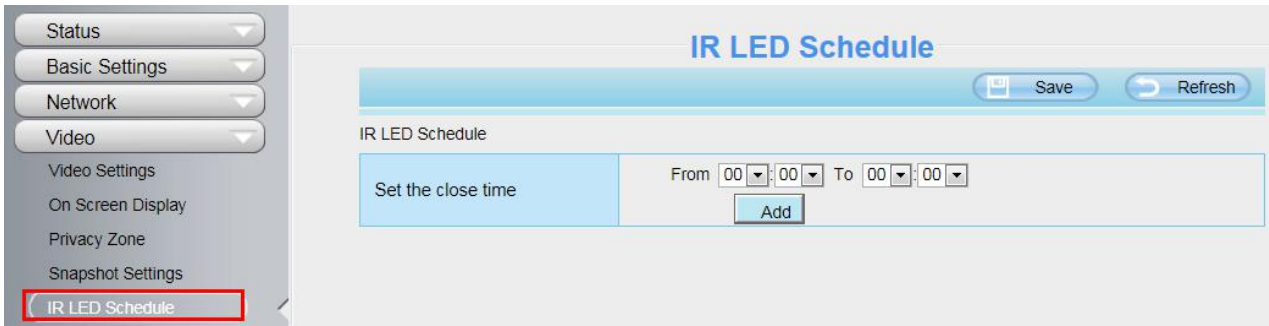 Status
Basic Settings
Network
Video
Video Settings
On Screen Display
Privacy Zone
Snapshot Settings
IR LED Schedule
IR LED Schedule
Save Refresh
IR LED Schedule
Set the close time
From 00 : 00 To 00 : 00
Add